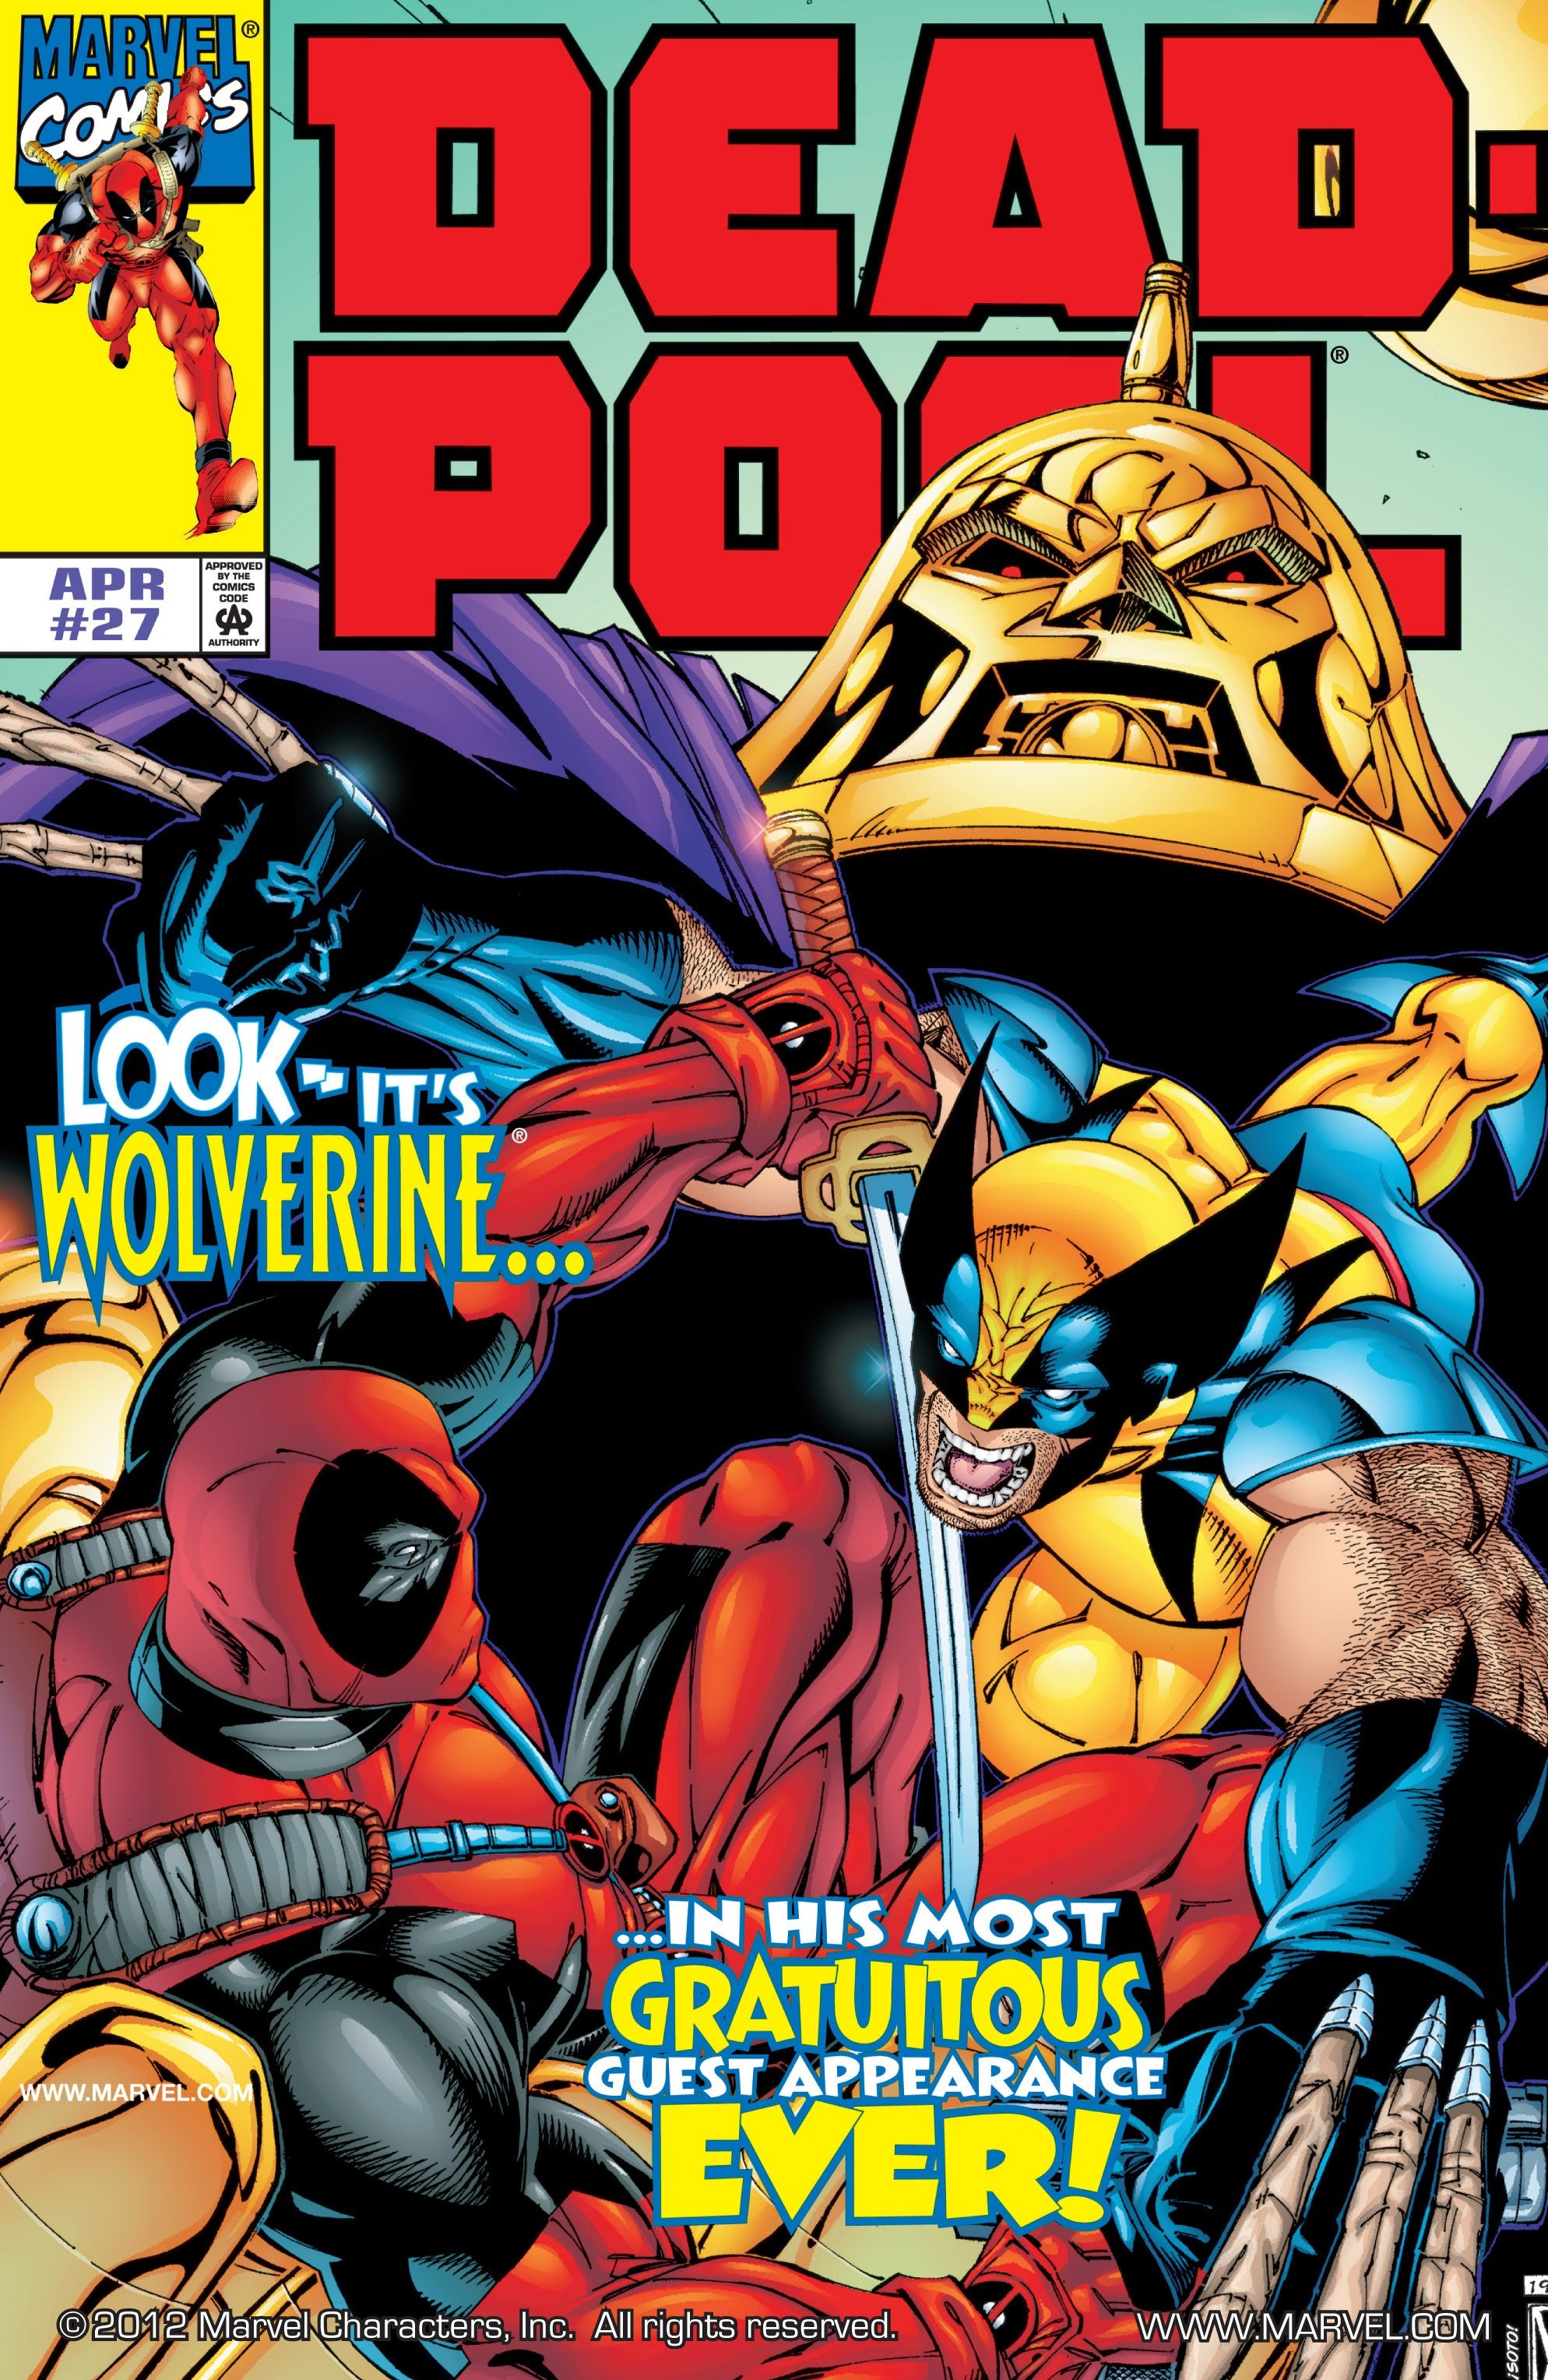 MARVEL®
COMICS
DEAD-
POOL®
APR
#27
APPROVED
BY THE
COMICS
CODE
CA
AUTHORITY
LOOK-IT'S
WOLVERINE®...
...IN HIS MOST
GRATUITOUS
GUEST APPEARANCE
EVER!
WWW.MARVEL.COM
©2012 Marvel Characters, Inc. All rights reserved.
WWW.MARVEL.COM